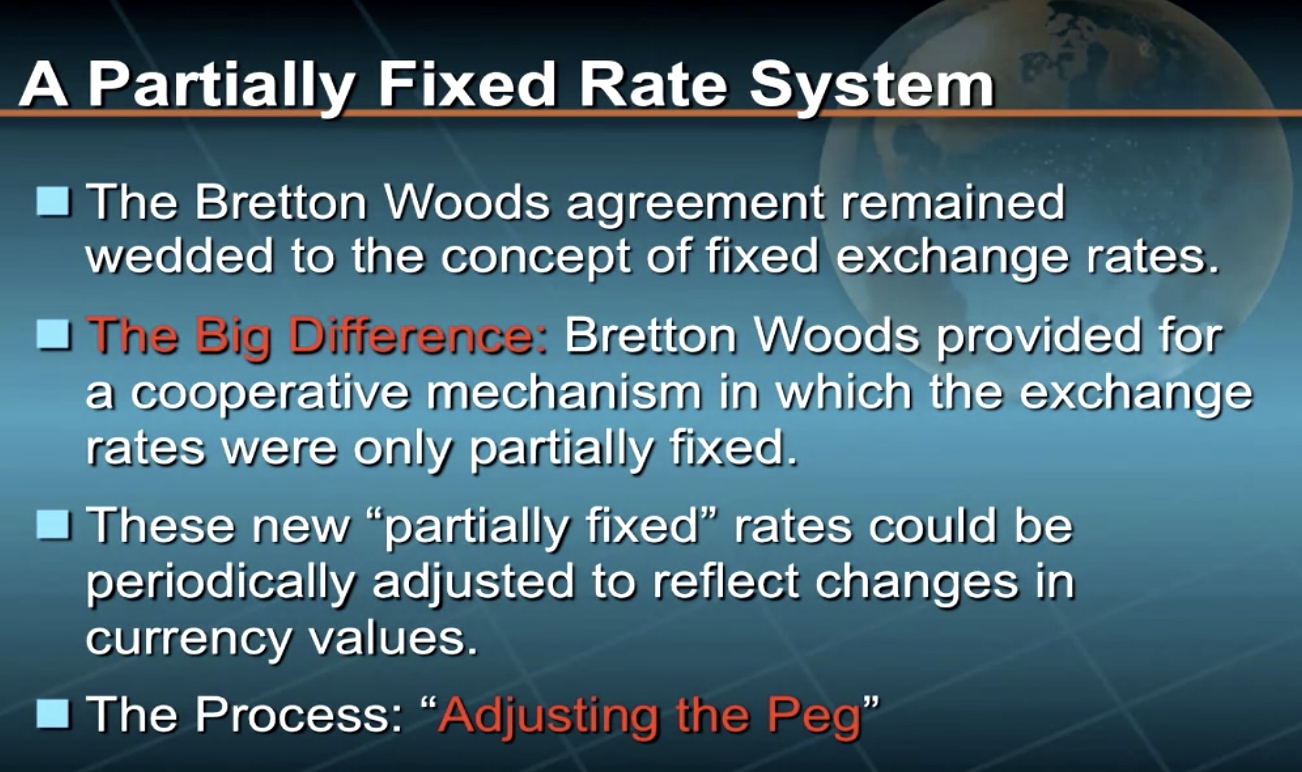 A Partially Fixed Rate System
The Bretton Woods agreement remained
wedded to the concept of fixed exchange rates.
The Big Difference: Bretton Woods provided for
a cooperative mechanism in which the exchange
rates were only partially fixed.
These new “partially fixed” rates could be
periodically adjusted to reflect changes in
currency values.
The Process: “Adjusting the Peg”